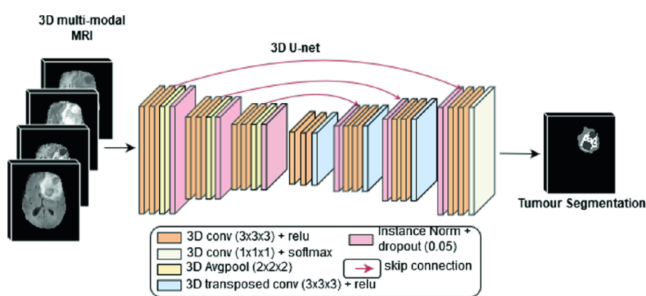 3D multi-modal
MRI
3D U-net
Tumour Segmentation
3D conv (3x3x3) + relu
3D conv (1x1x1) + softmax
3D Avgpool (2x2x2)
3D transposed conv (3x3x3) + relu
Instance Norm +
dropout (0.05)
skip connection